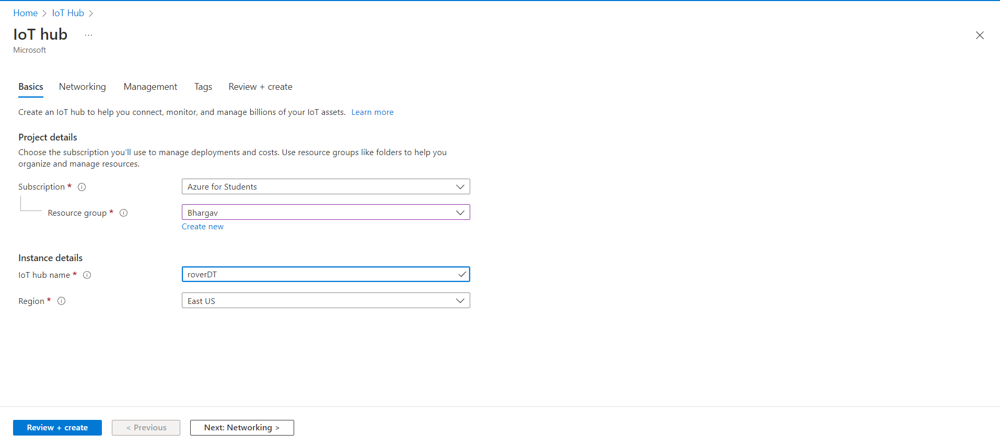 Home > IoT Hub >
IoT hub ...
Microsoft
Basics Networking Management Tags Review + create
Create an IoT hub to help you connect, monitor, and manage billions of your IoT assets. Learn more
Project details
Choose the subscription you'll use to manage deployments and costs. Use resource groups like folders to help you
organize and manage resources.
Subscription * Azure for Students
Resource group * Bhargav
Create new
Instance details
IoT hub name * roverDT
Region * East US
Review + create < Previous Next: Networking >